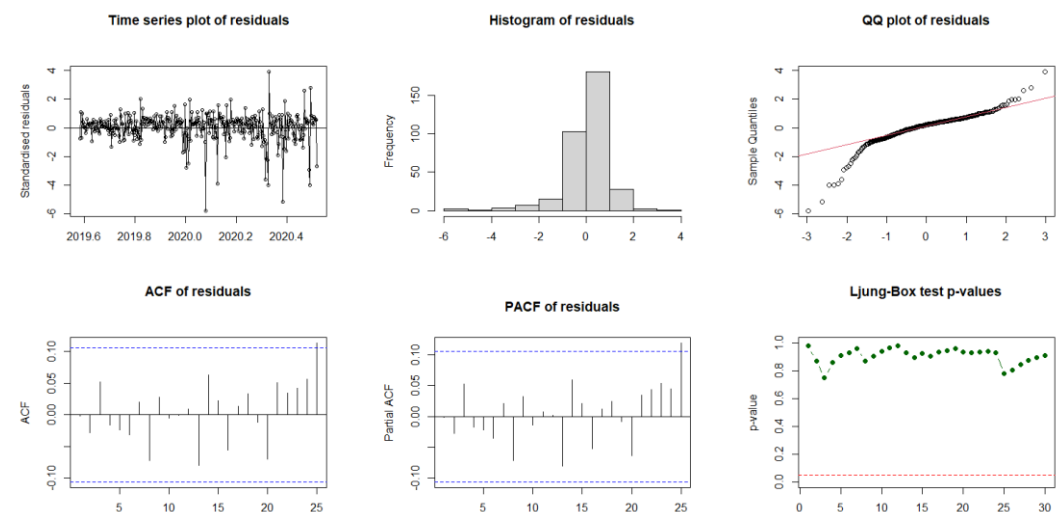 Time series plot of residuals
Standardised residuals
4
2
0
-2
-4
-6
2019.6 2019.8 2020.0 2020.2 2020.4
Histogram of residuals
Frequency
150
100
50
0
-6 -4 -2 0 2 4
QQ plot of residuals
Sample Quantiles
4
2
0
-2
-4
-6
-3 -2 -1 0 1 2 3
ACF of residuals
ACF
0.10
0.05
0.00
-0.10
5 10 15 20 25
PACF of residuals
Partial ACF
0.10
0.05
0.00
-0.10
5 10 15 20 25
Ljung-Box test p-values
p-value
1.0
0.8
0.6
0.4
0.2
0.0
0 5 10 15 20 25 30